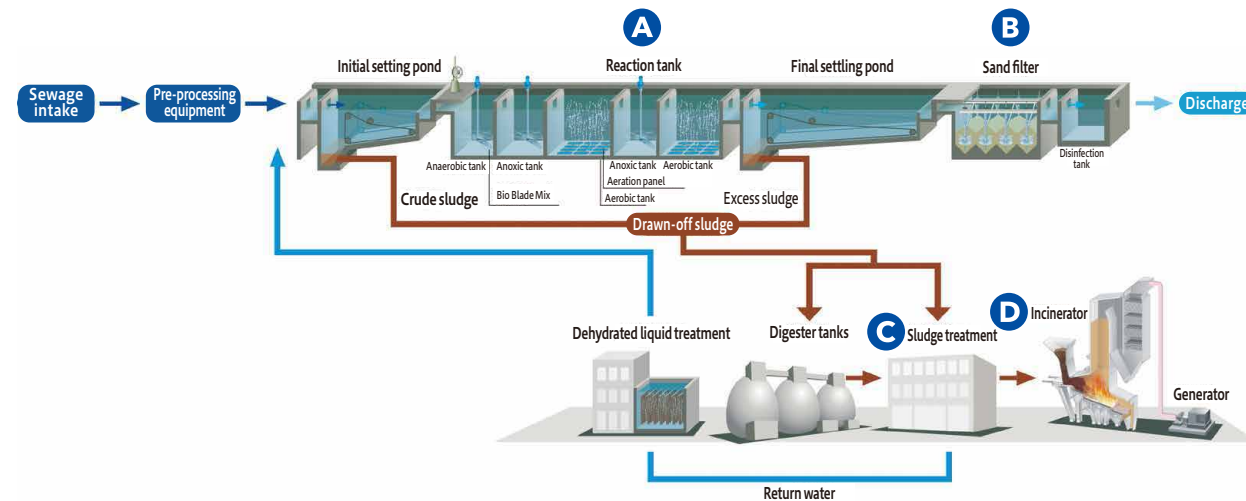 A
B
Initial setting pond
Reaction tank
Final settling pond
Sand filter
Sewage
intake
Pre-processing
equipment
Discharge
Anaerobic tank
Anoxic tank
Anoxic tank
Aerobic tank
Disinfection
tank
Aeration panel
Bio Blade Mix
Aerobic tank
Crude sludge
Excess sludge
Drawn-off sludge
Dehydrated liquid treatment
Digester tanks
C
Sludge treatment
D
Incinerator
Generator
Return water